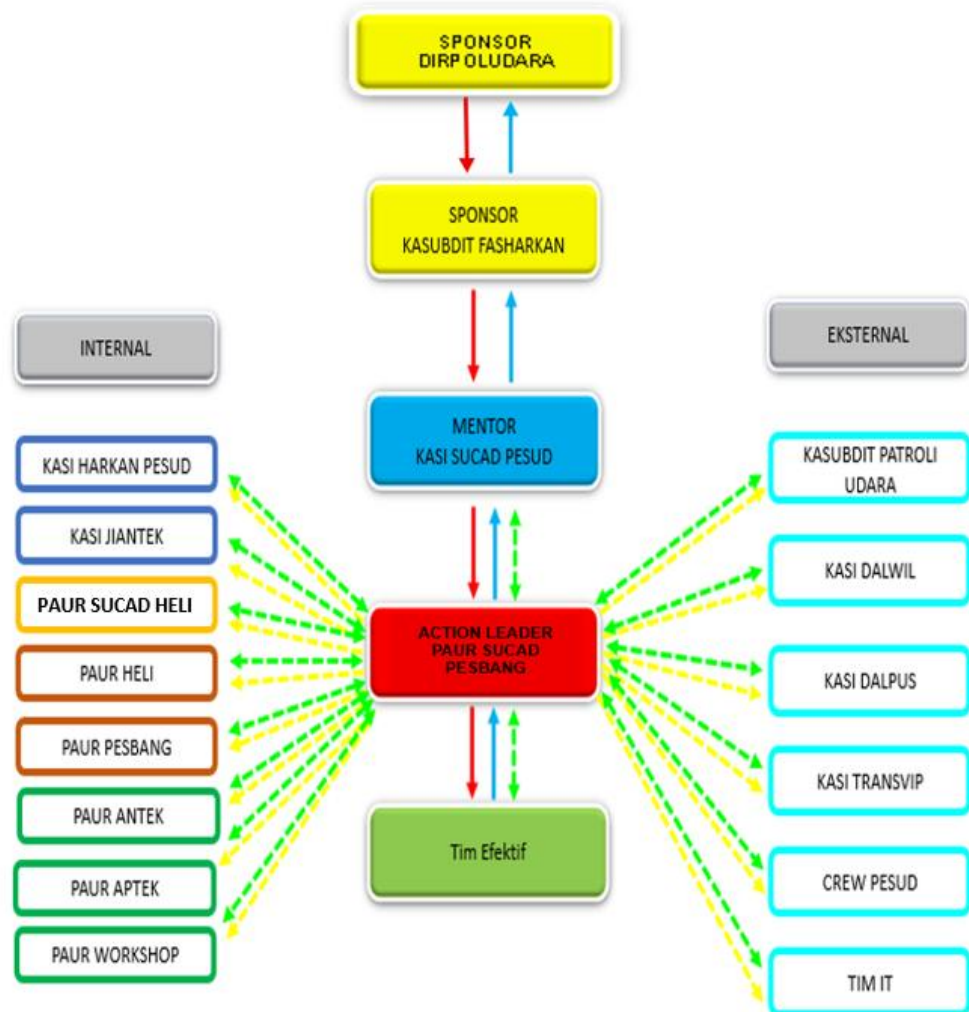 SPONSOR
DIRPOLUDARA
SPONSOR
KASUBDIT FASHARKAN
INTERNAL
EKSTERNAL
MENTOR
KASI SUCAD PESUD
KASI HARKAN PESUD
KASI JIANTEK
PAUR SUCAD HELI
PAUR HELI
PAUR PESBANG
PAUR ANTEK
PAUR APTEK
PAUR WORKSHOP
ACTION LEADER
PAUR SUCAD
PESBANG
Tim Efektif
KASUBDIT PATROLI
UDARA
KASI DALWIL
KASI DALPUS
KASI TRANSVIP
CREW PESUD
TIM IT